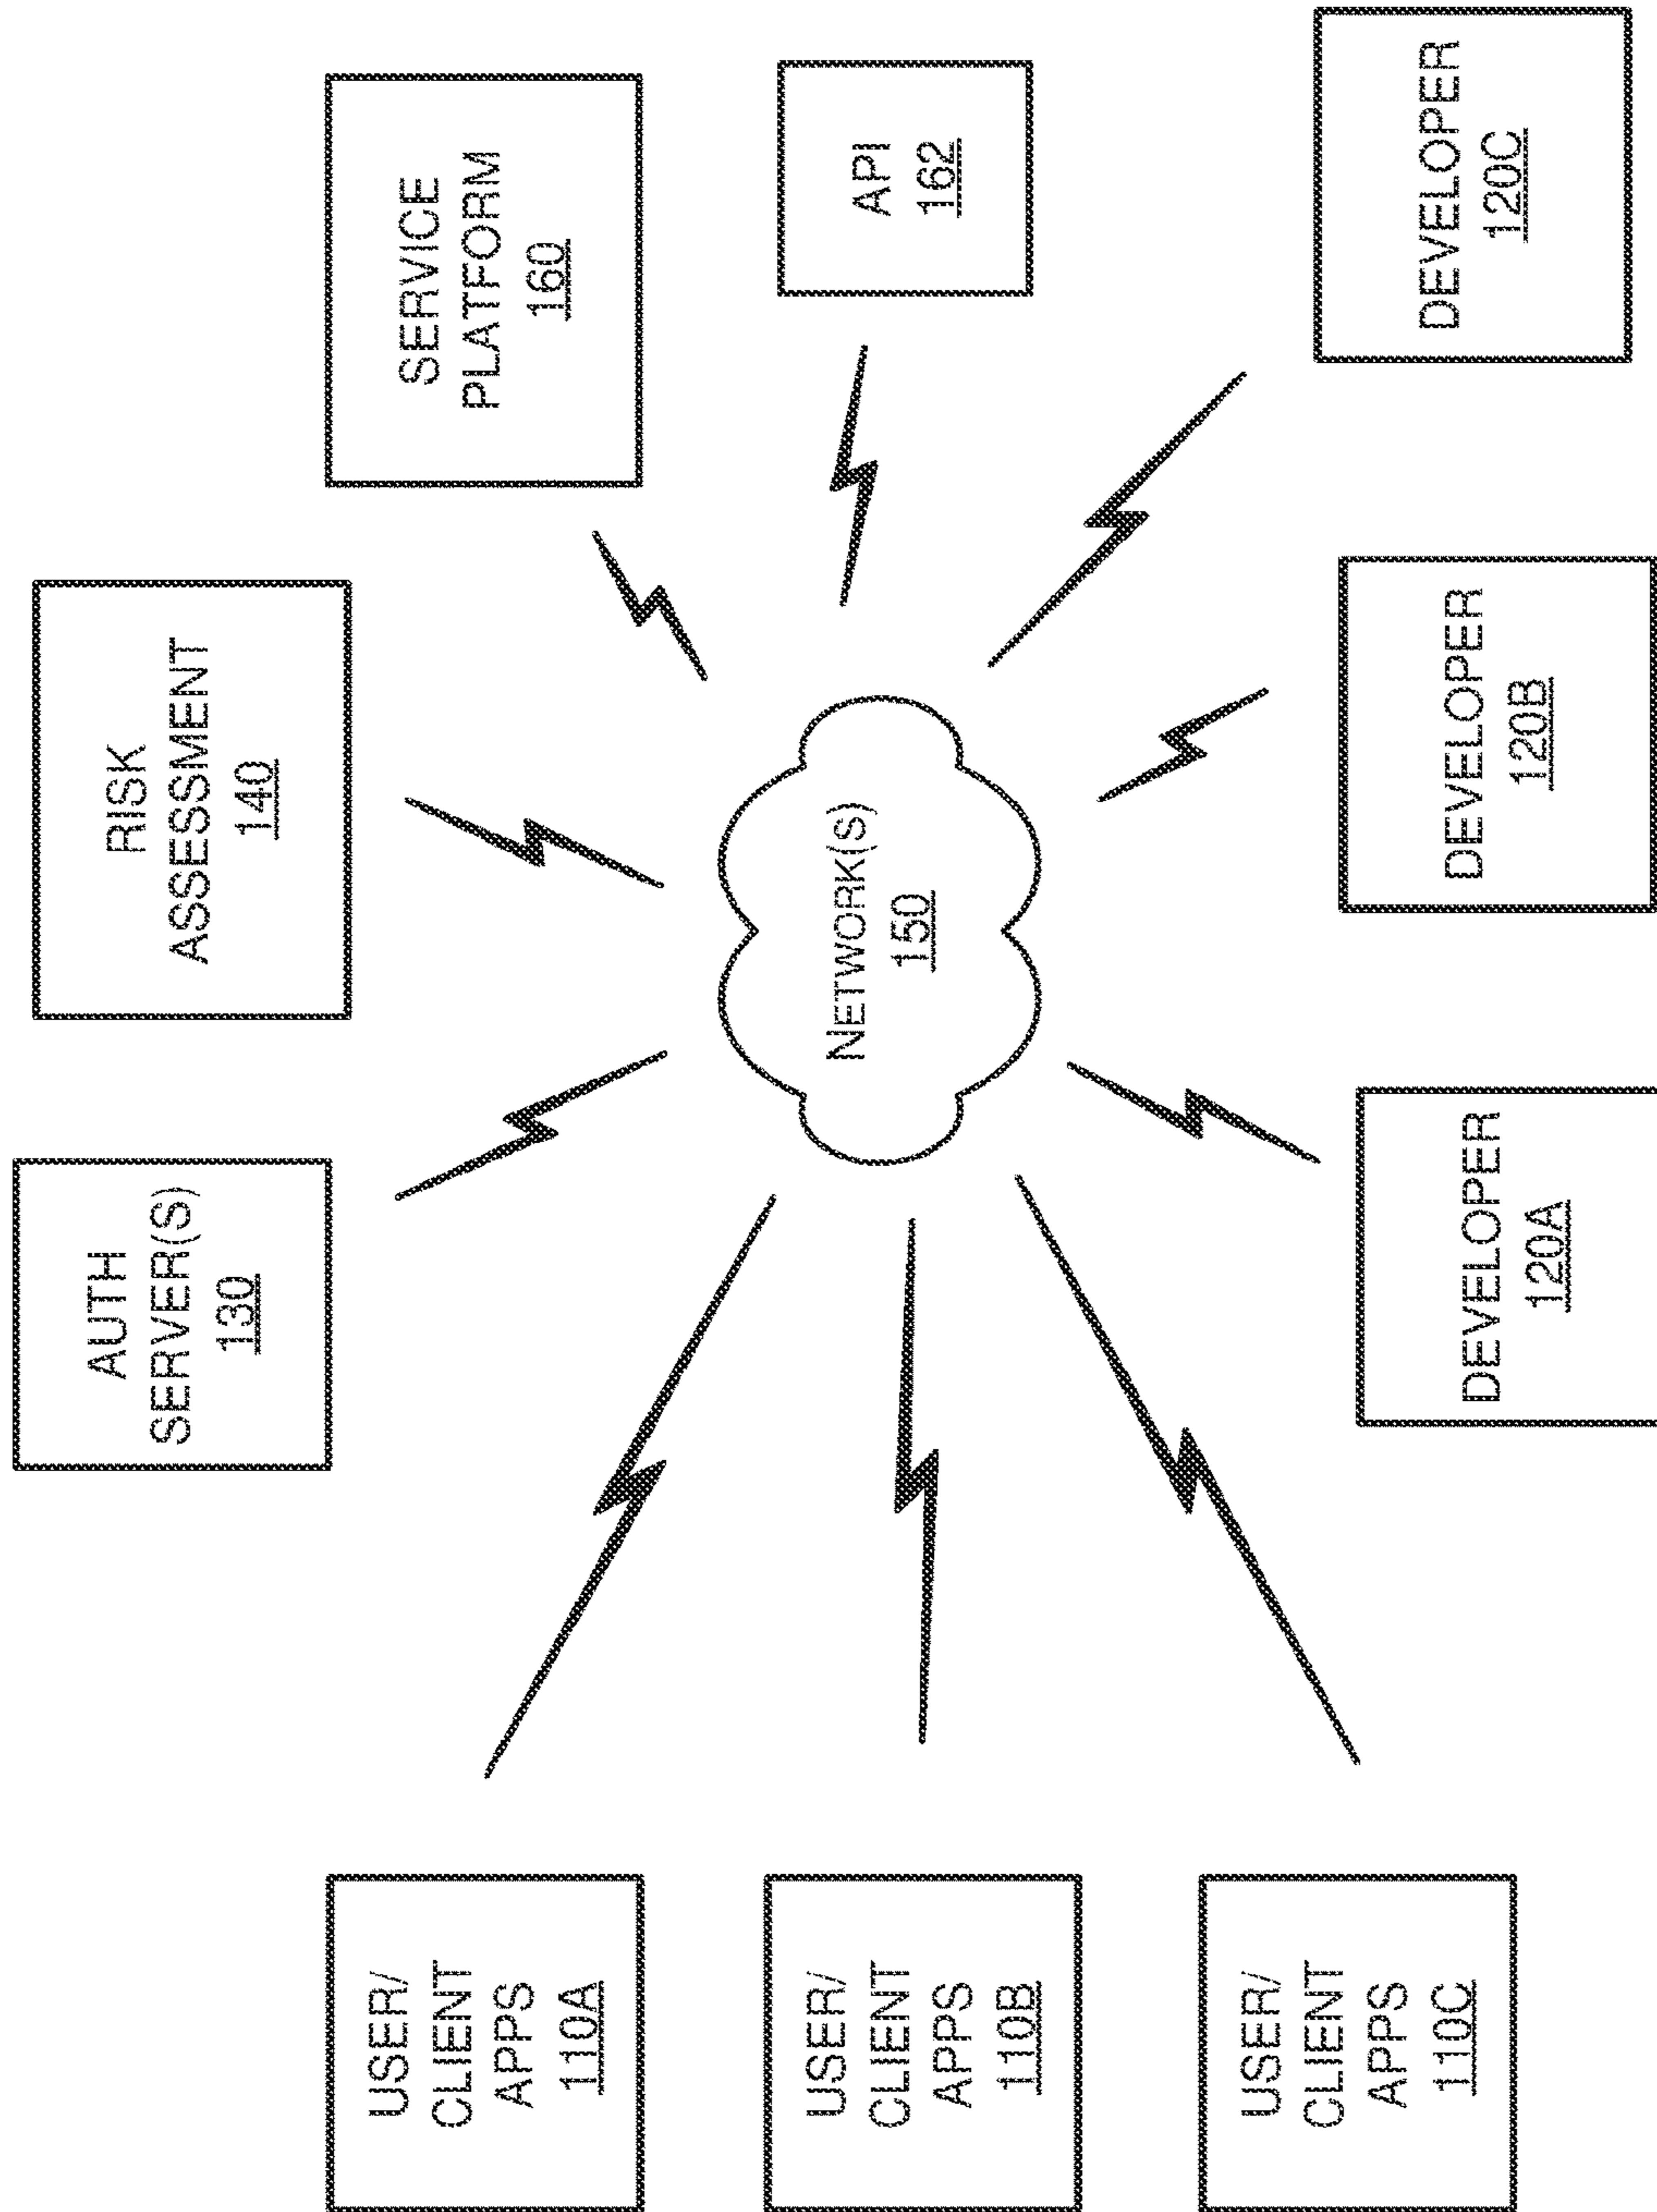 AUTH
SERVER(S)
130
RISK
ASSESSMENT
140
SERVICE
PLATFORM
160
USER/
CLIENT
APPS
110A
USER/
CLIENT
APPS
110B
USER/
CLIENT
APPS
110C
NETWORK(S)
150
API
162
DEVELOPER
120A
DEVELOPER
120B
DEVELOPER
120C